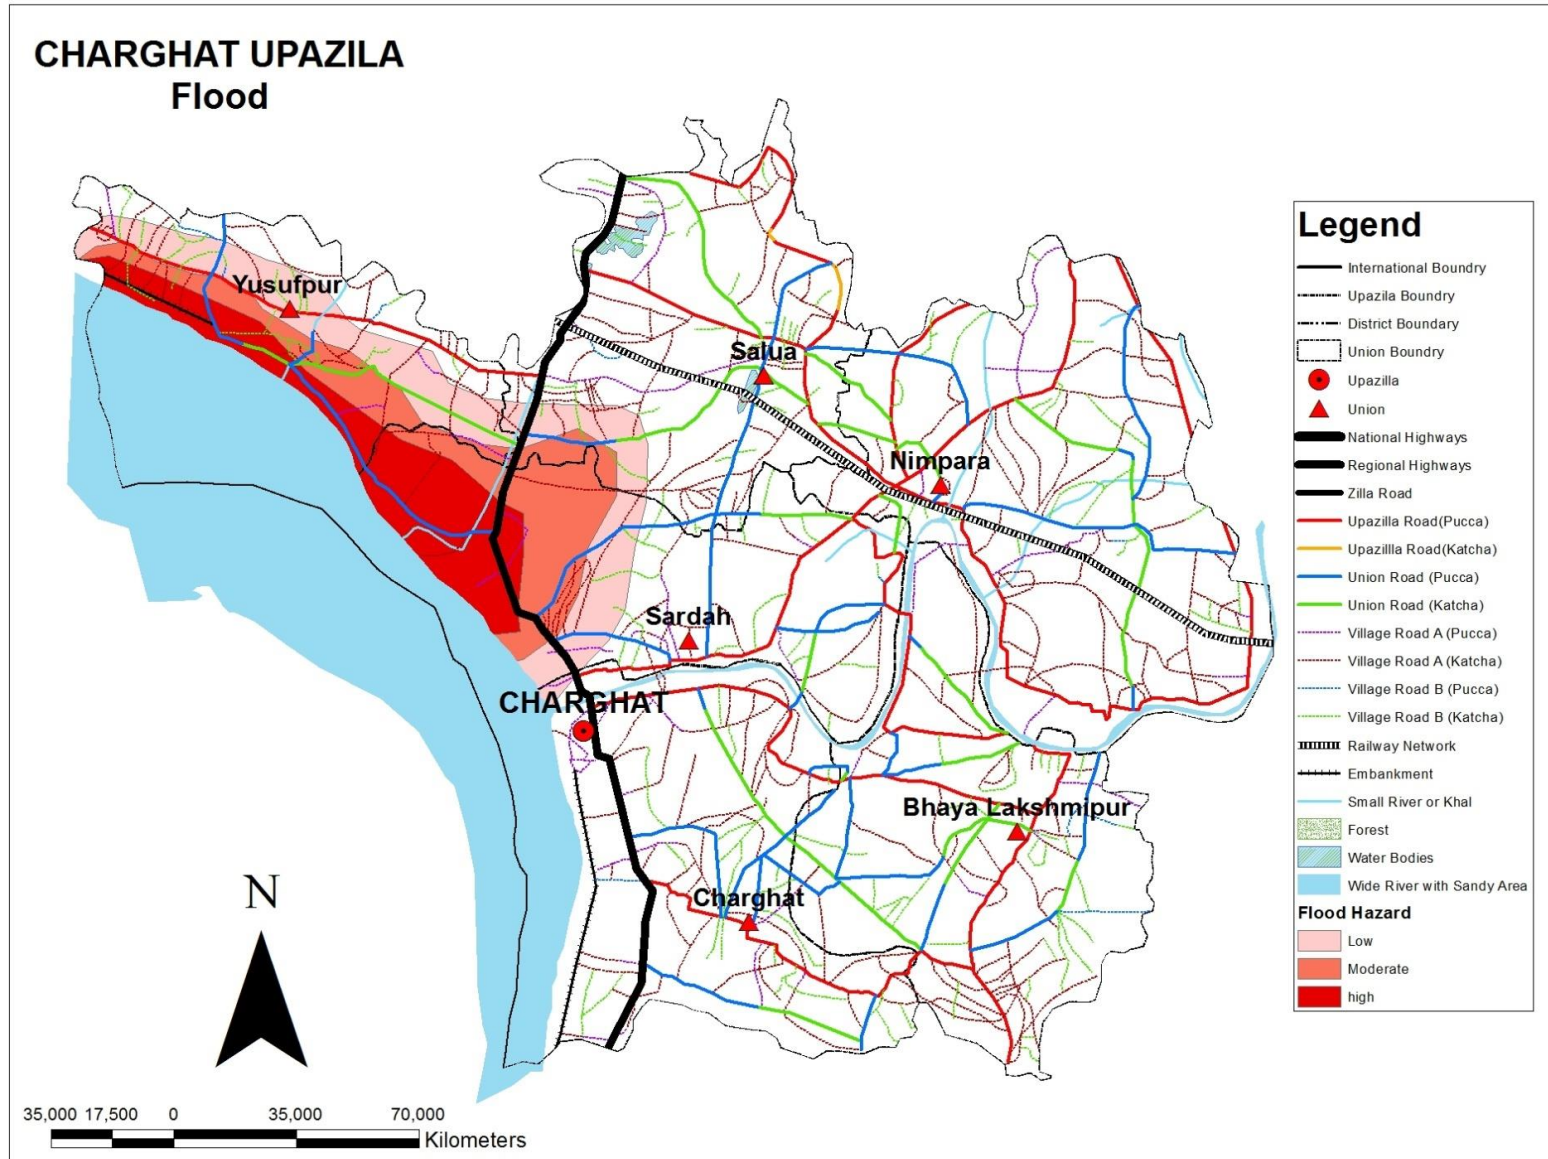 CHARGHAT UPAZILA
Flood
Yusufpur
Salua
Nimpara
Sardah
CHARGHAT
Bhaya Lakshmipur
Charghat
N
35,000 17,500 0 35,000 70,000
Kilometers
Legend
International Boundry
Upazila Boundry
District Boundary
Union Boundry
Upazilla
Union
National Highways
Regional Highways
Zilla Road
Upazilla Road(Pucca)
Upazillla Road(Katcha)
Union Road (Pucca)
Union Road (Katcha)
Village Road A (Pucca)
Village Road A (Katcha)
Village Road B (Pucca)
Village Road B (Katcha)
Railway Network
Embankment
Small River or Khal
Forest
Water Bodies
Wide River with Sandy Area
Flood Hazard
Low
Moderate
high